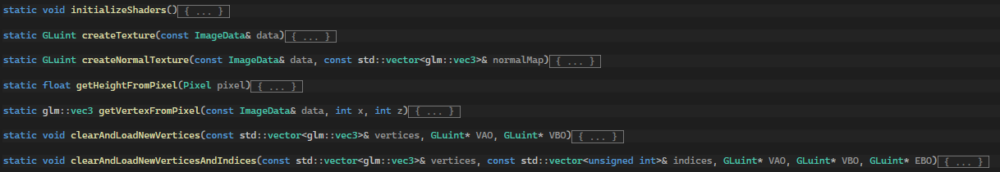 static void initializeShaders(){ ... }
static GLuint createTexture(const ImageData& data){ ... }
static GLuint createNormalTexture(const ImageData& data, const std::vector<glm::vec3>& normalMap){ ... }
static float getHeightFromPixel(Pixel pixel){ ... }
static glm::vec3 getVertexFromPixel(const ImageData& data, int x, int z){ ... }
static void clearAndLoadNewVertices(const std::vector<glm::vec3>& vertices, GLuint* VAO, GLuint* VBO){ ... }
static void clearAndLoadNewVerticesAndIndices(const std::vector<glm::vec3>& vertices, const std::vector<unsigned int>& indices, GLuint* VAO, GLuint* VBO, GLuint* EBO){ ... }